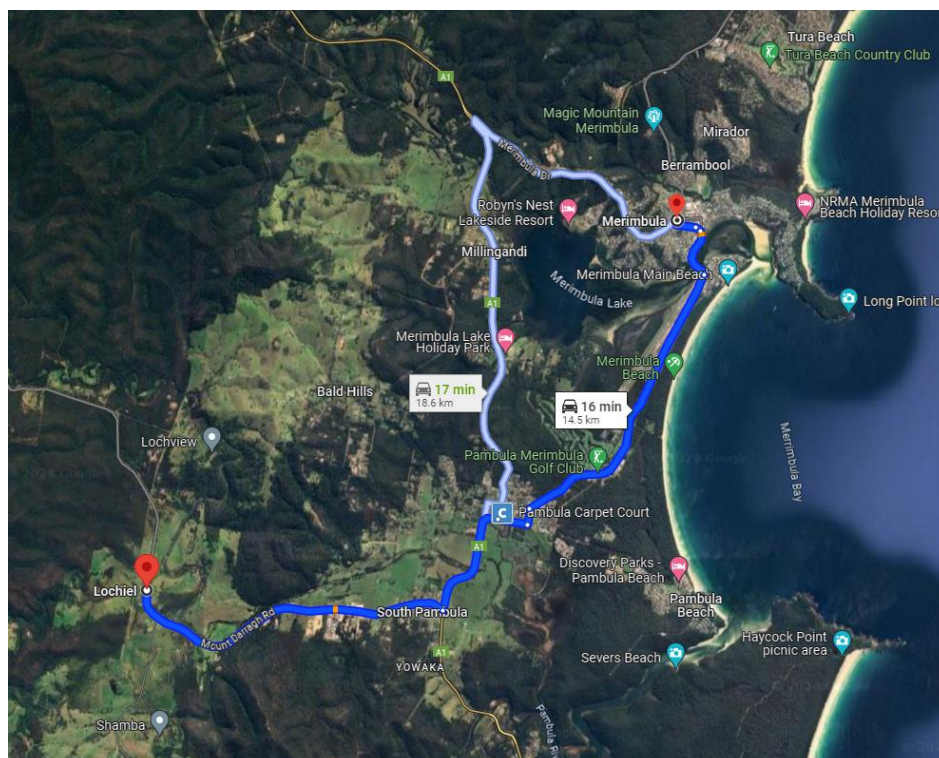 Tura Beach
Tura Beach Country Club
A1
Magic Mountain
Merimbula
Mirador
Merimbula Dr
Berrambool
Robyn's Nest
Lakeside Resort
Merimbula
NRMA Merimbula
Beach Holiday Resor
Millingandi
Merimbula Main Beach
Merimbula Lake
A1
Long Point lo
Merimbula Lake
Holiday Park
Merimbula
Beach
Bald Hills
17 min
18.6 km
16 min
14.5 km
Lochview
Merrimbula Bay
Pambula Merimbula
Golf Club
Pambula Carpet Court
A1
Discovery Parks -
Pambula Beach
Lochiel
Pambula
Beach
South Pambula
Mount Darragh Rd
Haycock Point
picnic area
A1
Severs Beach
YOWAKA
Shamba
Pambula Riv